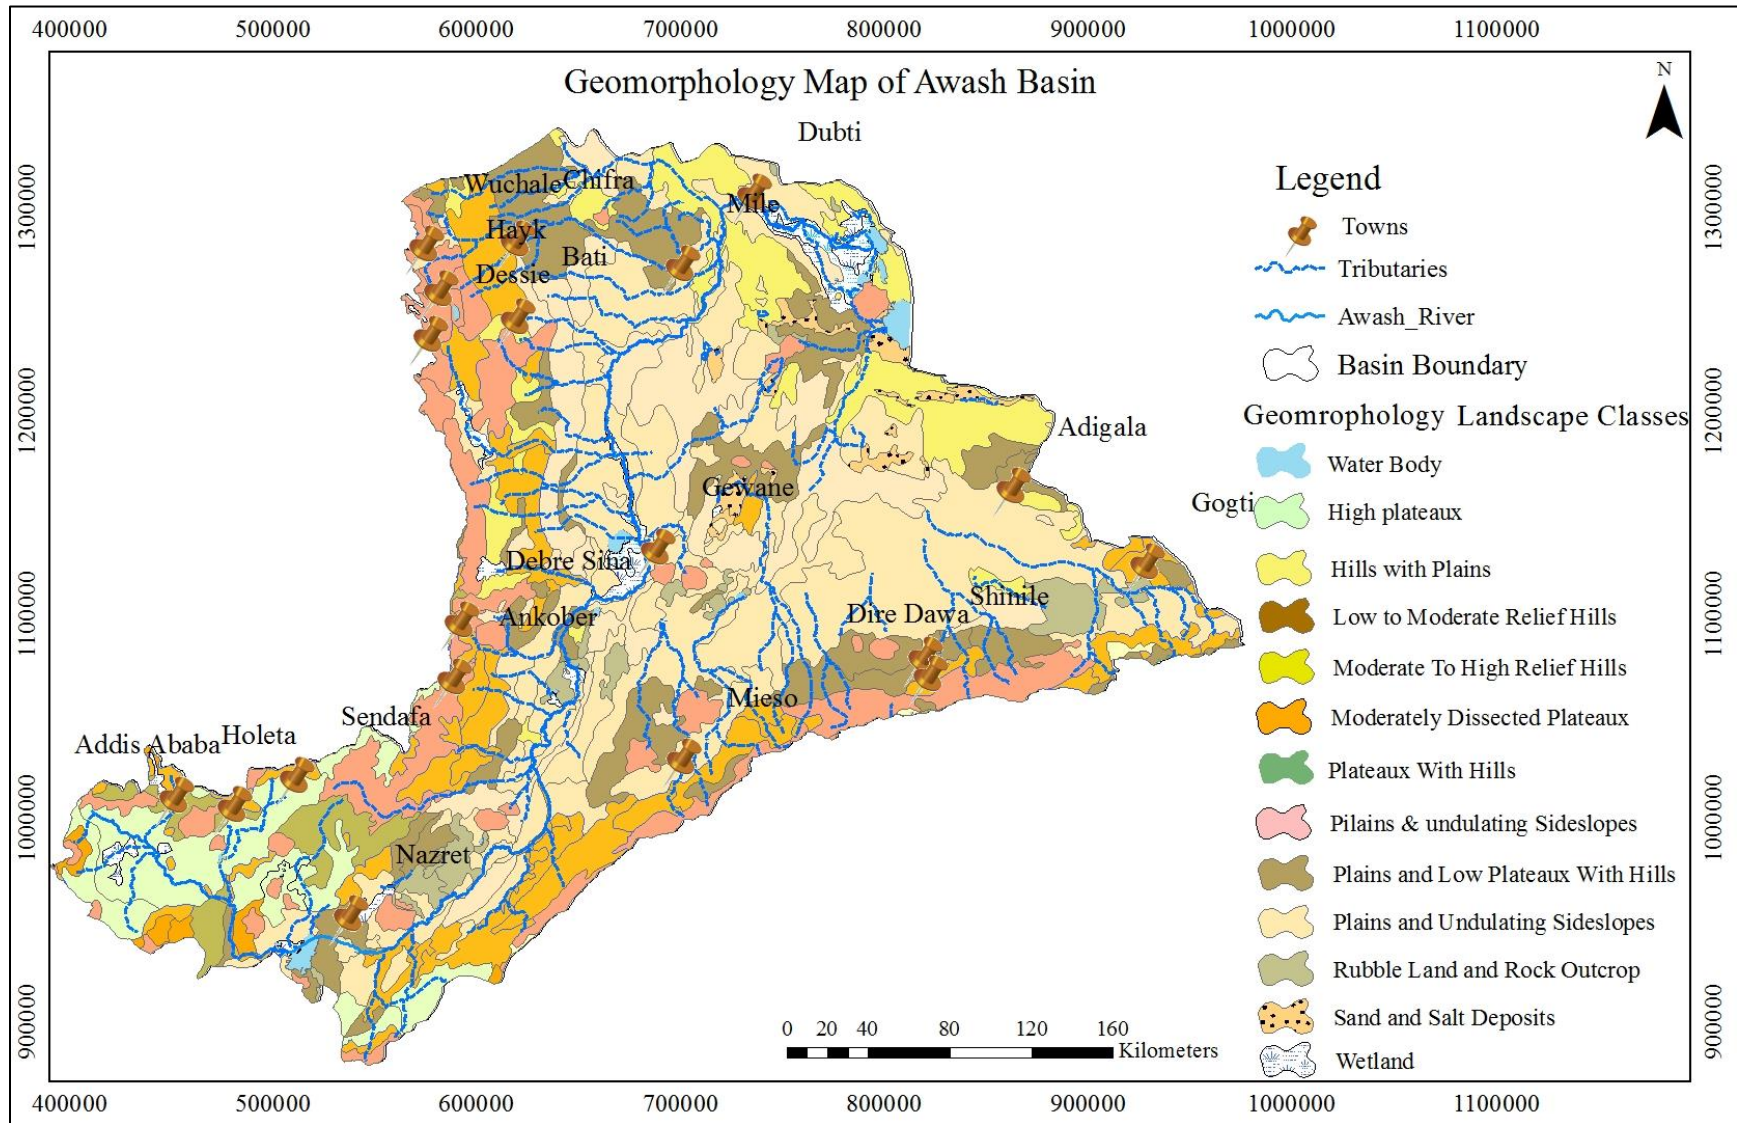 400000 500000 600000 700000 800000 900000 1000000 1100000
Geomorphology Map of Awash Basin
N
Dubti
1300000
1300000
Wuchale Chifra
Mile
Hayk
Bati
Dessie
Legend
Towns
Tributaries
Awash_River
Basin Boundary
Geomrophology Landscape Classes
Water Body
High plateaux
Hills with Plains
Low to Moderate Relief Hills
Moderate To High Relief Hills
Moderately Dissected Plateaux
Plateaux With Hills
Pilains & undulating Sideslopes
Plains and Low Plateaux With Hills
Plains and Undulating Sideslopes
Rubble Land and Rock Outcrop
Sand and Salt Deposits
Wetland
1200000
1200000
Adigala
Gewane
Gogti
Debre Sina
1100000
1100000
Ankober
Dire Dawa
Shinile
Mieso
Sendafa
Holeta
Addis Ababa
1000000
1000000
Nazret
900000
900000
0 20 40 80 120 160
Kilometers
400000 500000 600000 700000 800000 900000 1000000 1100000